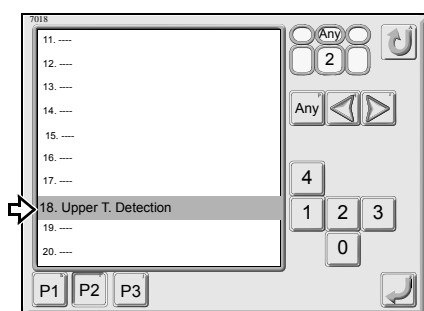 7018
11. ----
12. ----
13. ----
14. ----
15. ----
16. ----
17. ----
18. Upper T. Detection
19. ----
20. ----
Any
2
Any
4
1 2 3
0
P1 P2 P3